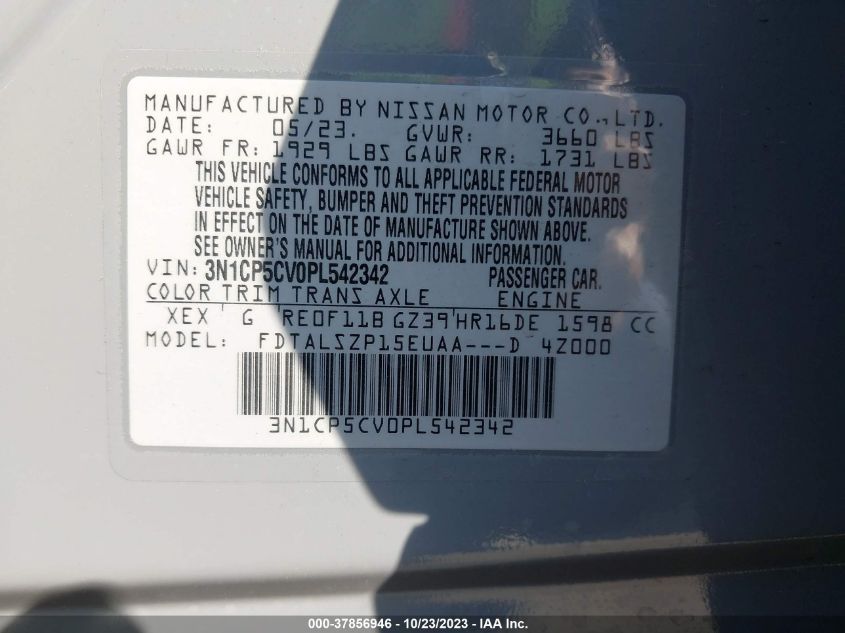 MANUFACTURED BY NISSAN MOTOR CO., LTD.
DATE: 05/23. GVWR: 3660 LBS
GAWR FR: 1929 LBS GAWR RR: 1731 LBS
THIS VEHICLE CONFORMS TO ALL APPLICABLE FEDERAL MOTOR
VEHICLE SAFETY, BUMPER AND THEFT PREVENTION STANDARDS
IN EFFECT ON THE DATE OF MANUFACTURE SHOWN ABOVE.
SEE OWNER'S MANUAL FOR ADDITIONAL INFORMATION.
VIN: 3N1CP5CV0PL542342 PASSENGER CAR.
COLOR TRIM TRANS AXLE ENGINE
XEX G RE0F11B GZ39 HR16DE 1598 CC
MODEL: FDTALSZP15EUAA---D 4Z000
3N1CP5CV0PL542342
000-37856946 - 10/23/2023 - IAA Inc.